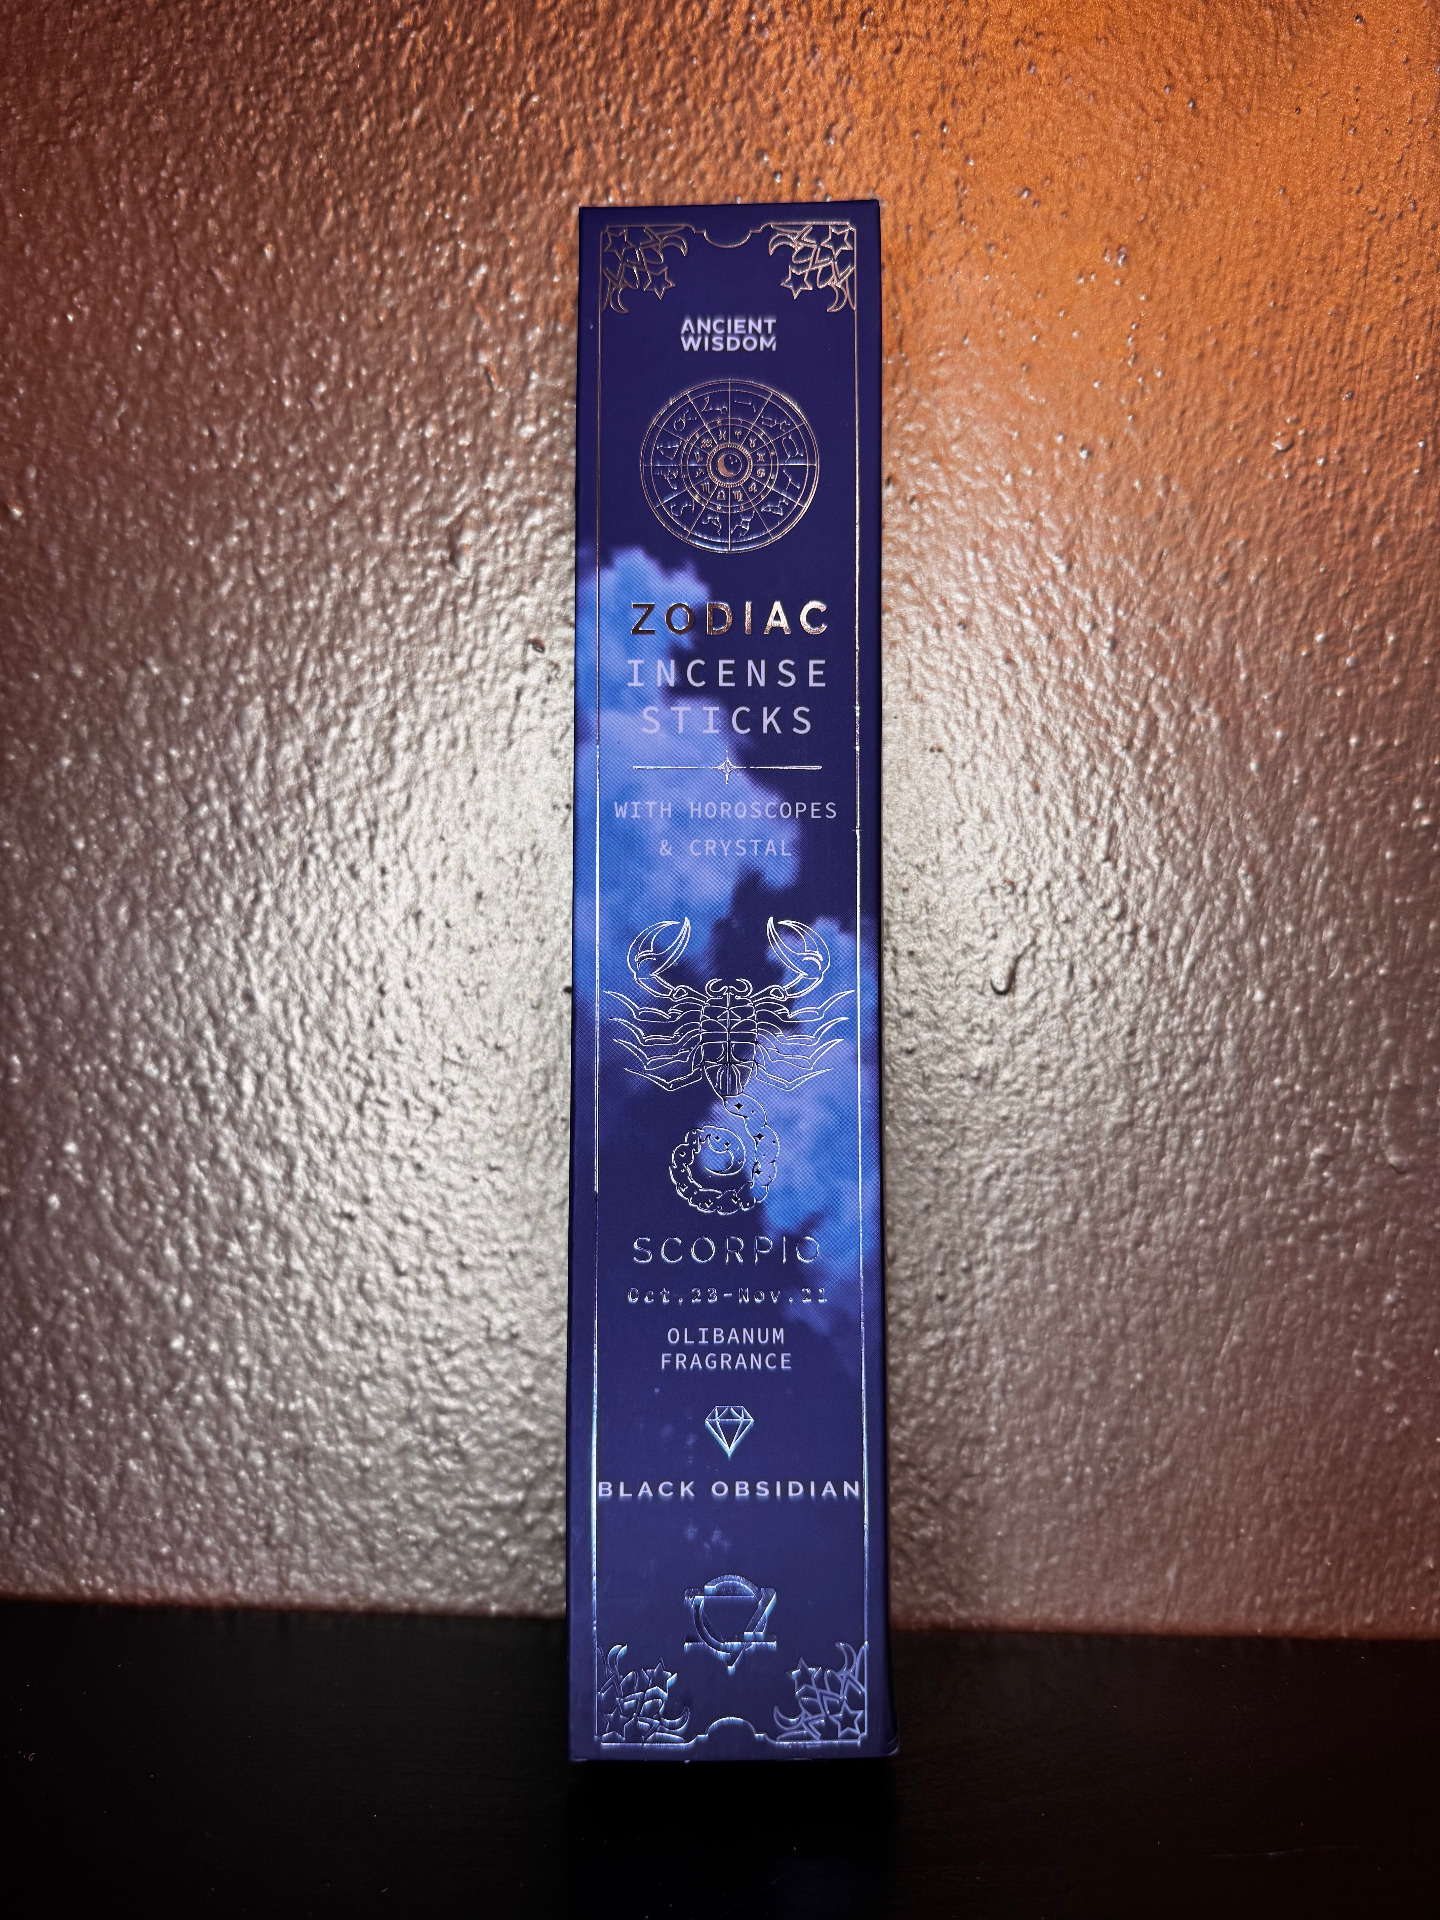 ANCIENT
WISDOM
ZODIAC
INCENSE
STICKS
WITH HOROSCOPES
& CRYSTAL
SCORPIO
Oct.23-Nov.21
OLIBANUM
FRAGRANCE
BLACK OBSIDIAN